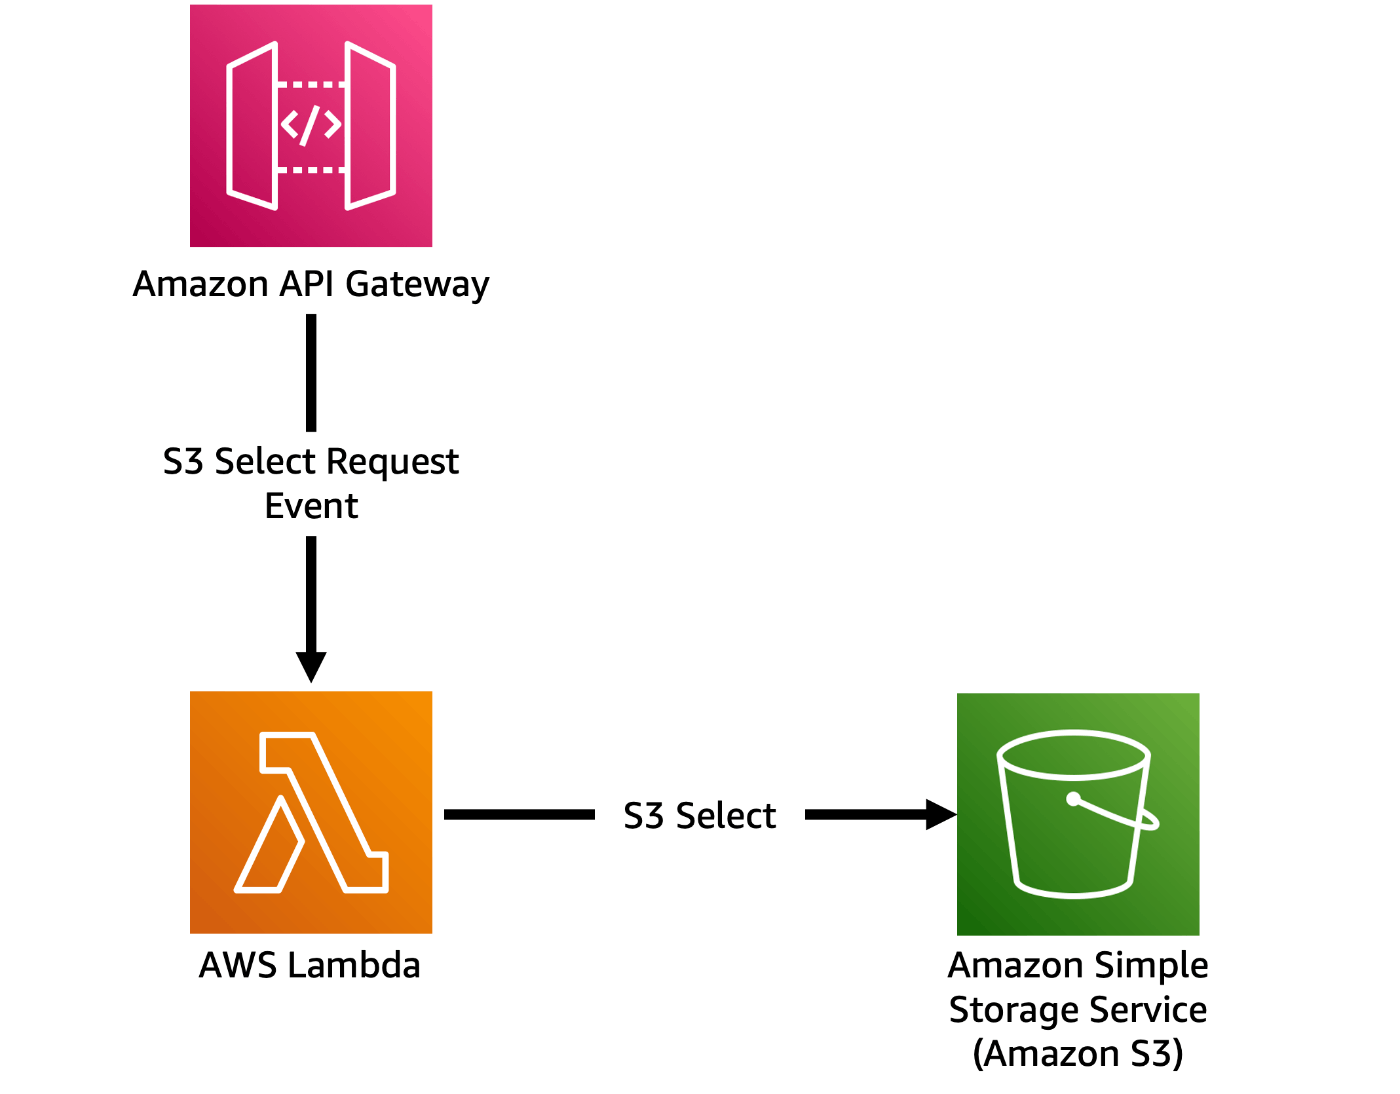 </>
Amazon API Gateway
S3 Select Request
Event
S3 Select
AWS Lambda
Amazon Simple
Storage Service
(Amazon S3)